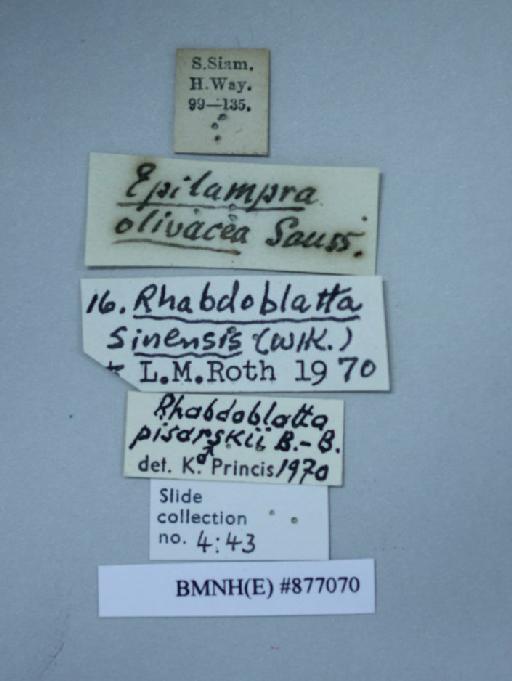 S.Siam.
H.Way.
99—135.
Epilampra
olivacea Sauss.
16. Rhabdoblatta
sinensis (Wlk.)
L.M.Roth 1970
Rhabdoblatta
pisarskii B.-B.
♂
det. K. Princis 1970
Slide
collection
no. 4:43
BMNH(E) #877070